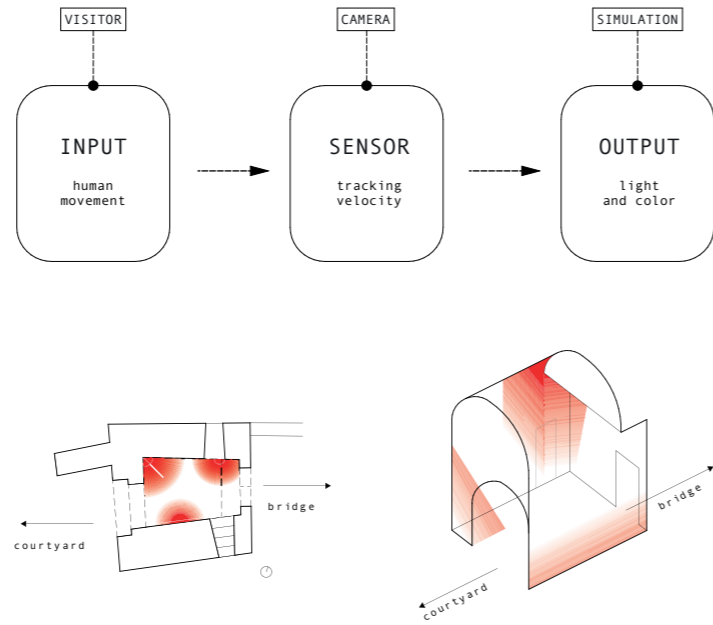 VISITOR
CAMERA
SIMULATION
INPUT
human
movement
SENSOR
tracking
velocity
OUTPUT
light
and color
bridge
courtyard
bridge
courtyard